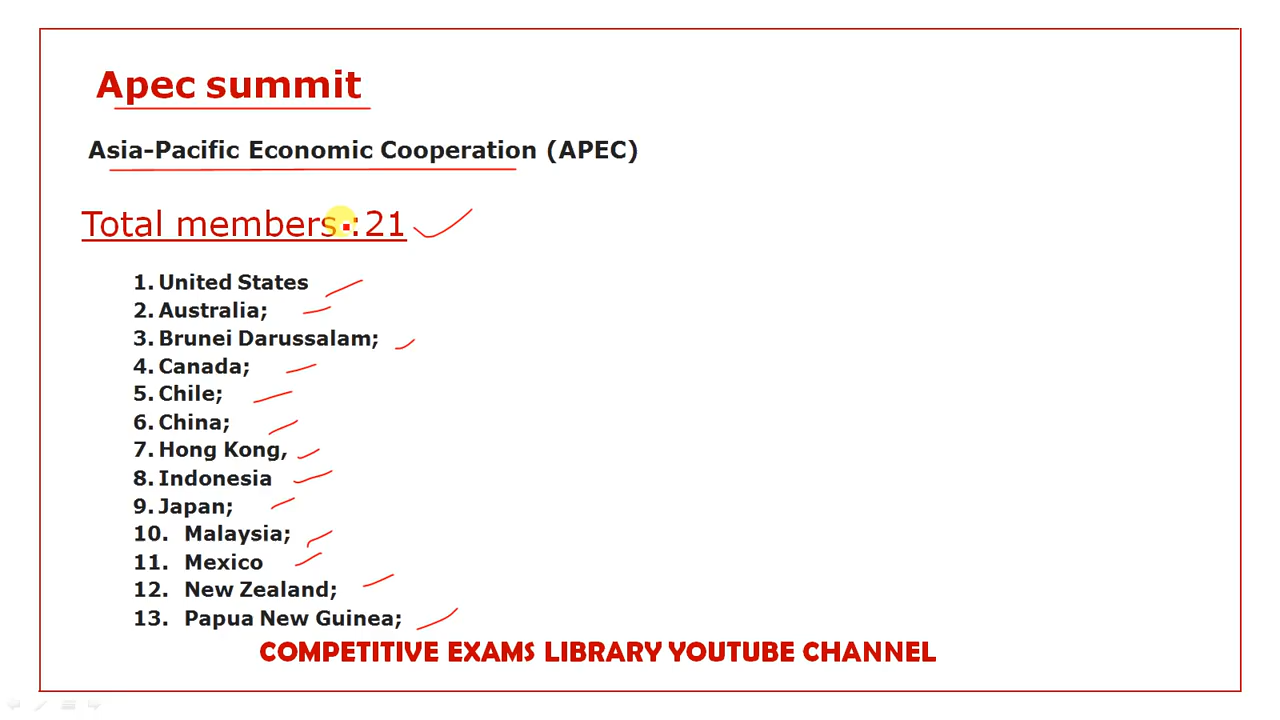 Apec summit
Asia-Pacific Economic Cooperation (APEC)
Total members :21
1. United States
2. Australia;
3. Brunei Darussalam;
4. Canada;
5. Chile;
6. China;
7. Hong Kong,
8. Indonesia
9. Japan;
10. Malaysia;
11. Mexico
12. New Zealand;
13. Papua New Guinea;
COMPETITIVE EXAMS LIBRARY YOUTUBE CHANNEL